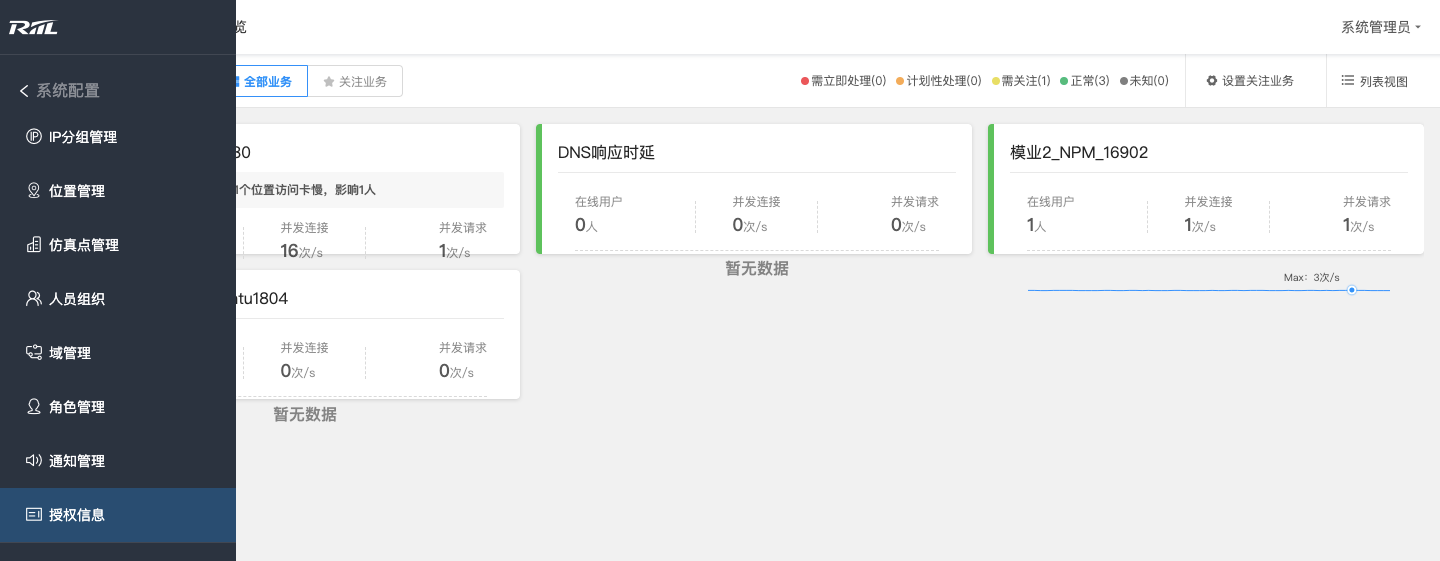 RIIL
系统配置
IP分组管理
位置管理
仿真点管理
人员组织
域管理
角色管理
通知管理
授权信息
览
系统管理员
全部业务
关注业务
需立即处理(0)
计划性处理(0)
需关注(1)
正常(3)
未知(0)
设置关注业务
列表视图
30
个位置访问卡慢，影响1人
并发连接
并发请求
16次/s
1次/s
DNS响应时延
在线用户
并发连接
并发请求
0人
0次/s
0次/s
暂无数据
模业2_NPM_16902
在线用户
并发连接
并发请求
1人
1次/s
1次/s
Max：3次/s
ntu1804
并发连接
并发请求
0次/s
0次/s
暂无数据